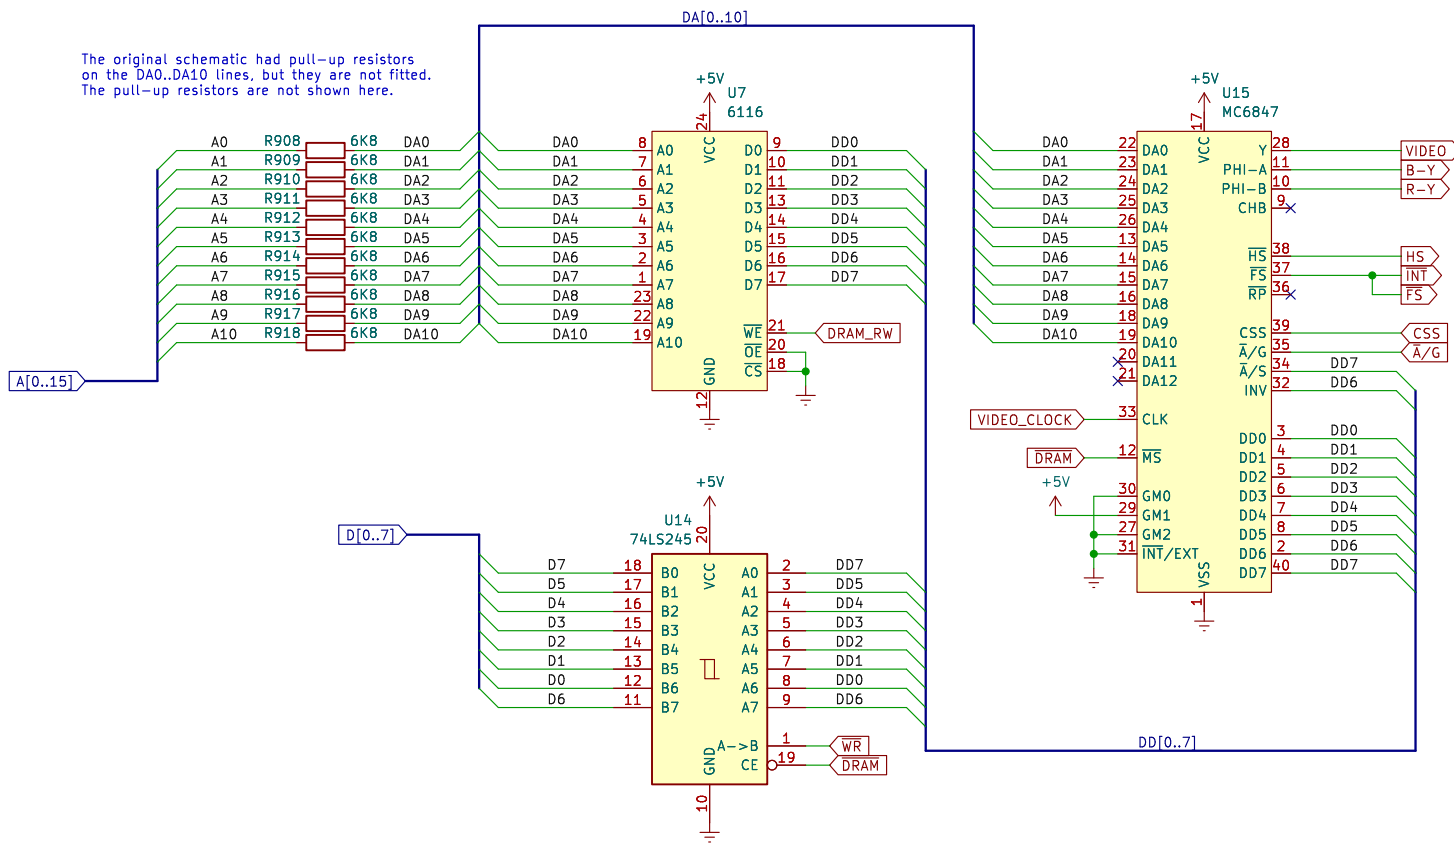 DA[0..10]
The original schematic had pull-up resistors
on the DA0..DA10 lines, but they are not fitted.
The pull-up resistors are not shown here.
+5V
U7
6116
+5V
U15
MC6847
24
VCC
17
VCC
A0 R908 6K8 DA0 DA0 8 A0 D0 9 DD0 DA0 22 DA0 Y 28 VIDEO
A1 R909 6K8 DA1 DA1 7 A1 D1 10 DD1 DA1 23 DA1 PHI-A 11 B-Y
A2 R910 6K8 DA2 DA2 6 A2 D2 11 DD2 DA2 24 DA2 PHI-B 10 R-Y
A3 R911 6K8 DA3 DA3 5 A3 D3 13 DD3 DA3 25 DA3 CHB 9
A4 R912 6K8 DA4 DA4 4 A4 D4 14 DD4 DA4 26 DA4
A5 R913 6K8 DA5 DA5 3 A5 D5 15 DD5 DA5 13 DA5 HS 38 HS
A6 R914 6K8 DA6 DA6 2 A6 D6 16 DD6 DA6 14 DA6 FS 37 INT
A7 R915 6K8 DA7 DA7 1 A7 D7 17 DD7 DA7 15 DA7 RP 36 FS
A8 R916 6K8 DA8 DA8 23 A8 DA8 16 DA8
A9 R917 6K8 DA9 DA9 22 A9 WE 21 DRAM_RW DA9 18 DA9 CSS 39 CSS
A10 R918 6K8 DA10 DA10 19 A10 OE 20 DA10 19 DA10 A/G 35 A/G
CS 18 20 DA11 A/S 34 DD7
A[0..15] 21 DA12 INV 32 DD6
GND
12
VIDEO_CLOCK 33 CLK
DD0 3 DD0
DRAM 12 MS DD1 4 DD1
DD2 5 DD2
+5V
30 GM0 DD3 6 DD3
29 GM1 DD4 7 DD4
27 GM2 DD5 8 DD5
31 INT/EXT DD6 2 DD6
DD7 40 DD7
VSS
1
+5V
U14
74LS245
20
VCC
D[0..7]
D7 18 B0 A0 2 DD7
D5 17 B1 A1 3 DD5
D4 16 B2 A2 4 DD4
D3 15 B3 A3 5 DD3
D2 14 B4 A4 6 DD2
D1 13 B5 A5 7 DD1
D0 12 B6 A6 8 DD0
D6 11 B7 A7 9 DD6
A->B 1 WR
CE 19 DRAM
GND
10
DD[0..7]